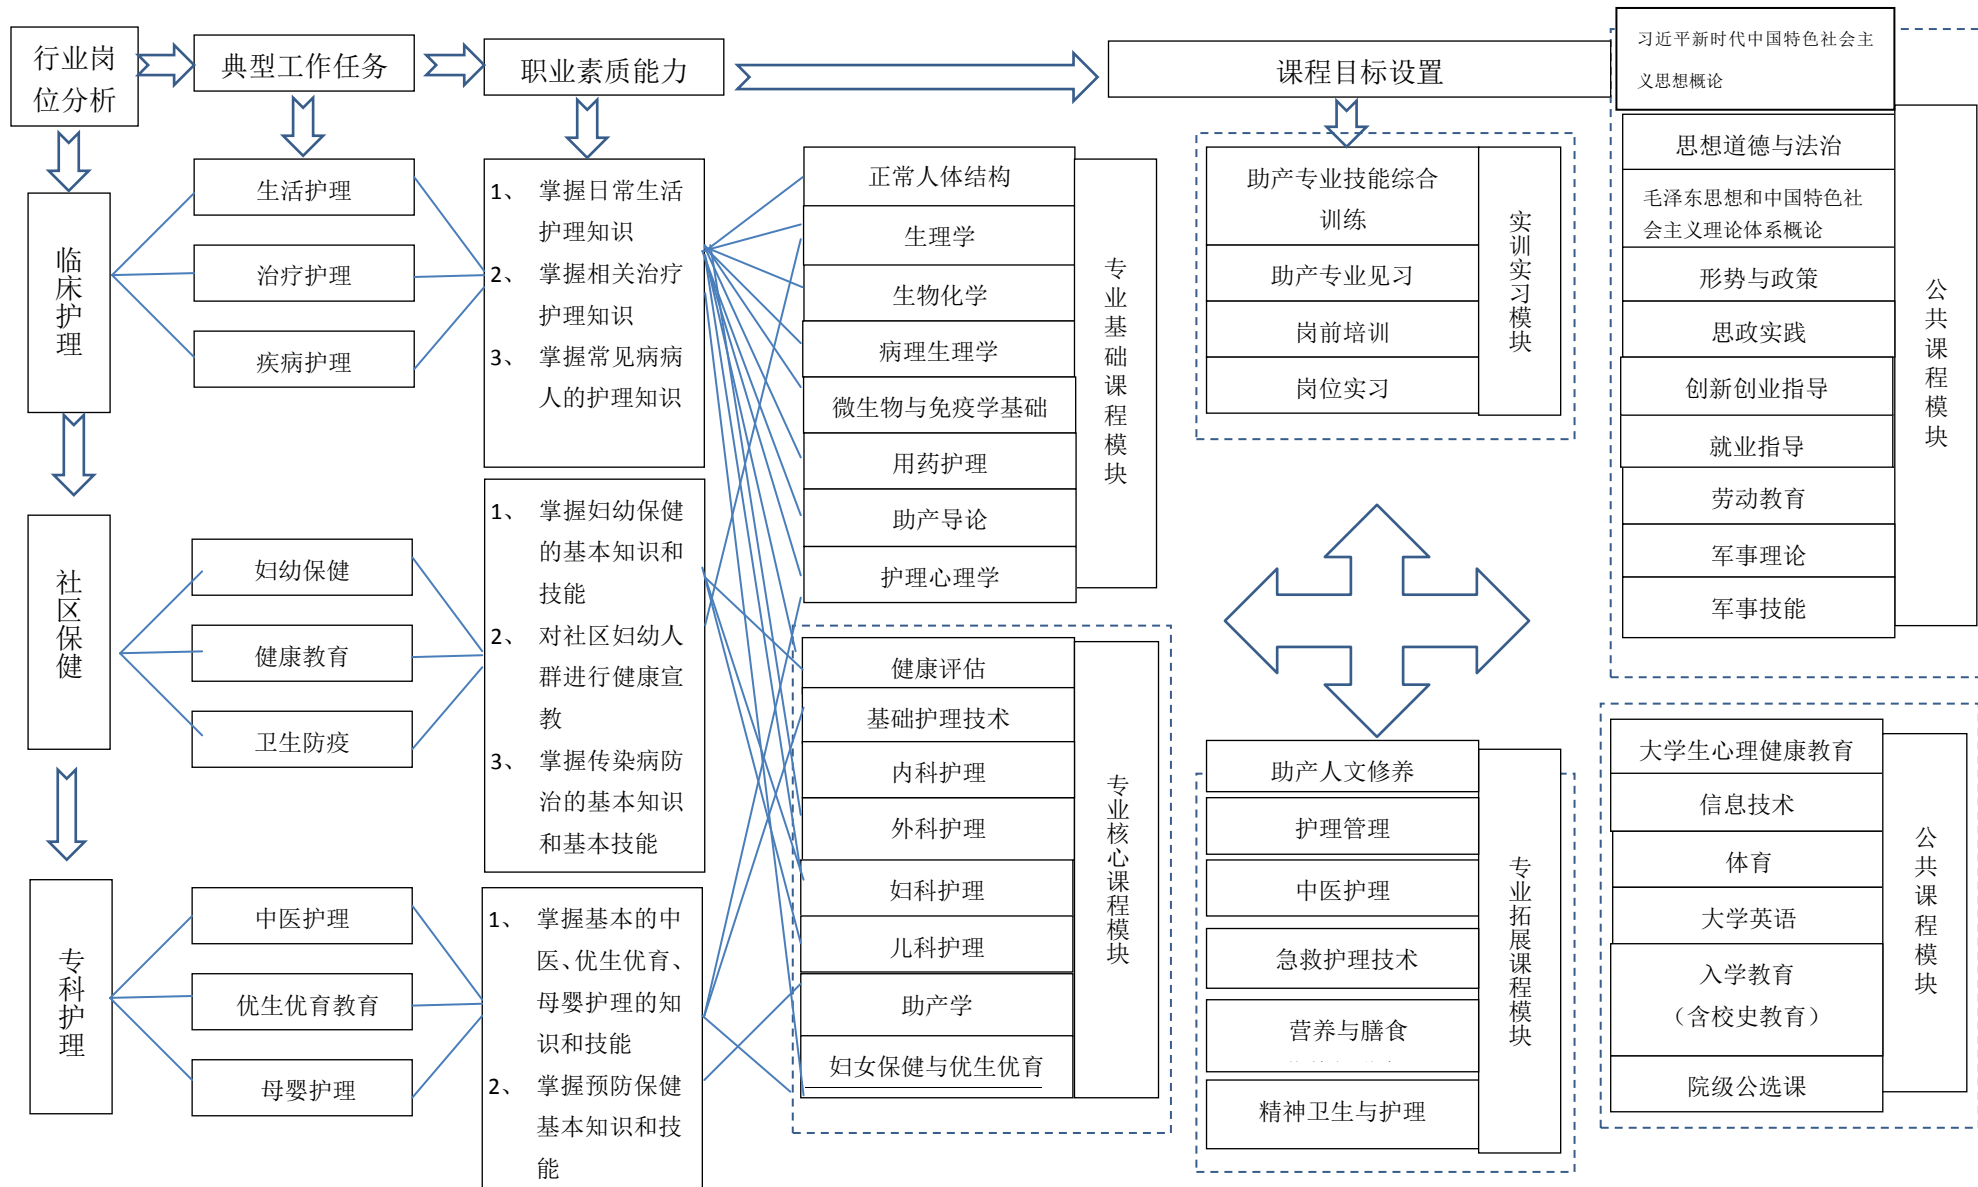 行业岗
位分析
典型工作任务
职业素质能力
课程目标设置
临床护理
社区保健
专科护理
生活护理
治疗护理
疾病护理
妇幼保健
健康教育
卫生防疫
中医护理
优生优育教育
母婴护理
1、 掌握日常生活
护理知识
2、 掌握相关治疗
护理知识
3、 掌握常见病病
人的护理知识
1、 掌握妇幼保健
的基本知识和
技能
2、 对社区妇幼人
群进行健康宣
教
3、 掌握传染病防
治的基本知识
和基本技能
1、 掌握基本的中
医、优生优育、
母婴护理的知
识和技能
2、 掌握预防保健
基本知识和技
能
正常人体结构
生理学
生物化学
病理生理学
微生物与免疫学基础
用药护理
助产导论
护理心理学
专业基础课程模块
健康评估
基础护理技术
内科护理
外科护理
妇科护理
儿科护理
助产学
妇女保健与优生优育
专业核心课程模块
助产专业技能综合
训练
助产专业见习
岗前培训
岗位实习
实训实习模块
助产人文修养
护理管理
中医护理
急救护理技术
营养与膳食
精神卫生与护理
专业拓展课程模块
习近平新时代中国特色社会主
义思想概论
思想道德与法治
毛泽东思想和中国特色社
会主义理论体系概论
形势与政策
思政实践
创新创业指导
就业指导
劳动教育
军事理论
军事技能
公共课程模块
大学生心理健康教育
信息技术
体育
大学英语
入学教育
（含校史教育）
院级公选课
公共课程模块